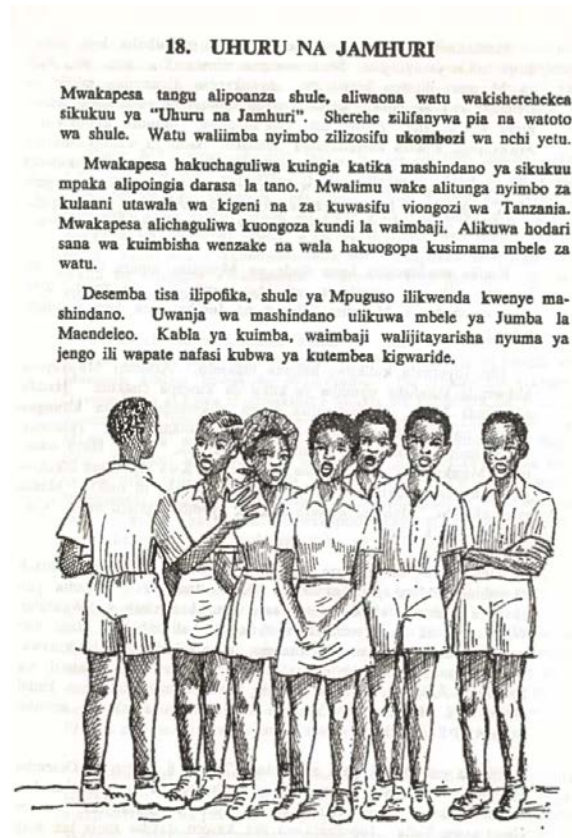 18. UHURU NA JAMHURI
Mwakapesa tangu alipoanza shule, aliwaona watu wakisherehekea
sikukuu ya “Uhuru na Jamhuri”. Sherehe zilifanywa pia na watoto
wa shule. Watu waliimba nyimbo zilizosifu ukombozi wa nchi yetu.
Mwakapesa hakuchaguliwa kuingia katika mashindano ya sikukuu
mpaka alipoingia darasa la tano. Mwalimu wake alitunga nyimbo za
kulaani utawala wa kigeni na za kuwasifu viongozi wa Tanzania.
Mwakapesa alichaguliwa kuongoza kundi la waimbaji. Alikuwa hodari
sana wa kuimbisha wenzake na wala hakuogopa kusimama mbele za
watu.
Desemba tisa ilipofika, shule ya Mpuguso ilikwenda kwenye ma-
shindano. Uwanja wa mashindano ulikuwa mbele ya Jumba la
Maendeleo. Kabla ya kuimba, waimbaji walijitayarisha nyuma ya
jengo ili wapate nafasi kubwa ya kutembea kigwaride.